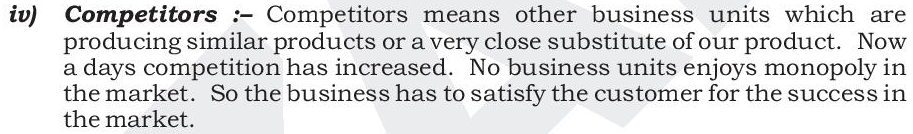 iv) Competitors :– Competitors means other business units which are
producing similar products or a very close substitute of our product. Now
a days competition has increased. No business units enjoys monopoly in
the market. So the business has to satisfy the customer for the success in
the market.